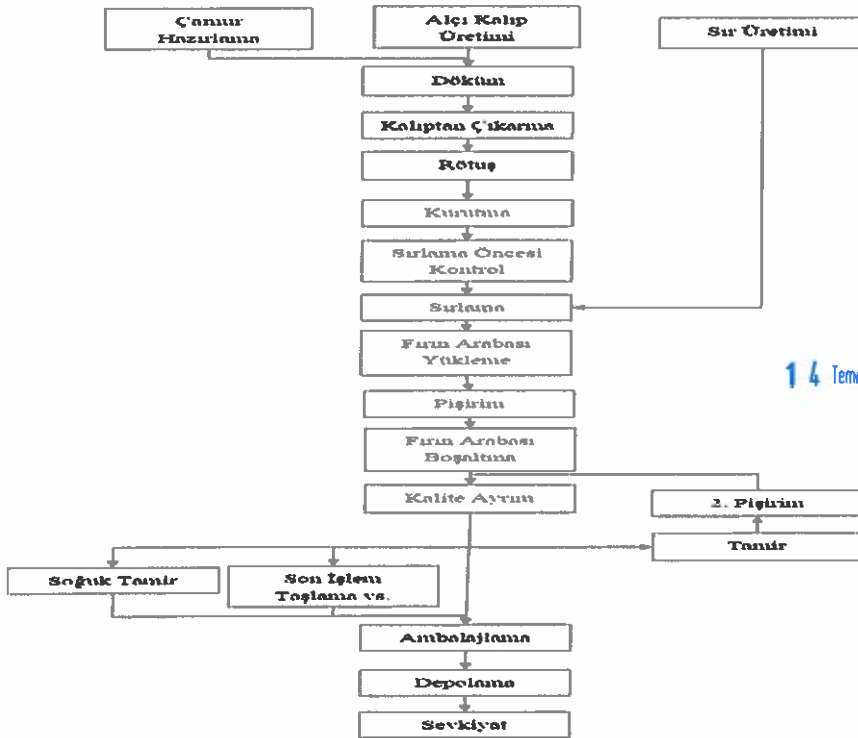 Çamur
Hazırlama
Alçı Kalıp
Üretimi
Sır Üretimi
Döküm
Kalıptan Çıkarma
Rötuş
Kurutma
Sırlama Öncesi
Kontrol
Sırlama
Fırın Arabası
Yükleme
14
Pişirim
Fırın Arabası
Boşaltma
Kalite Ayrım
2. Pişirim
Tamir
Soğuk Tamir
Son İşlem
Taşlama vs.
Ambalajlama
Depolama
Sevkiyat